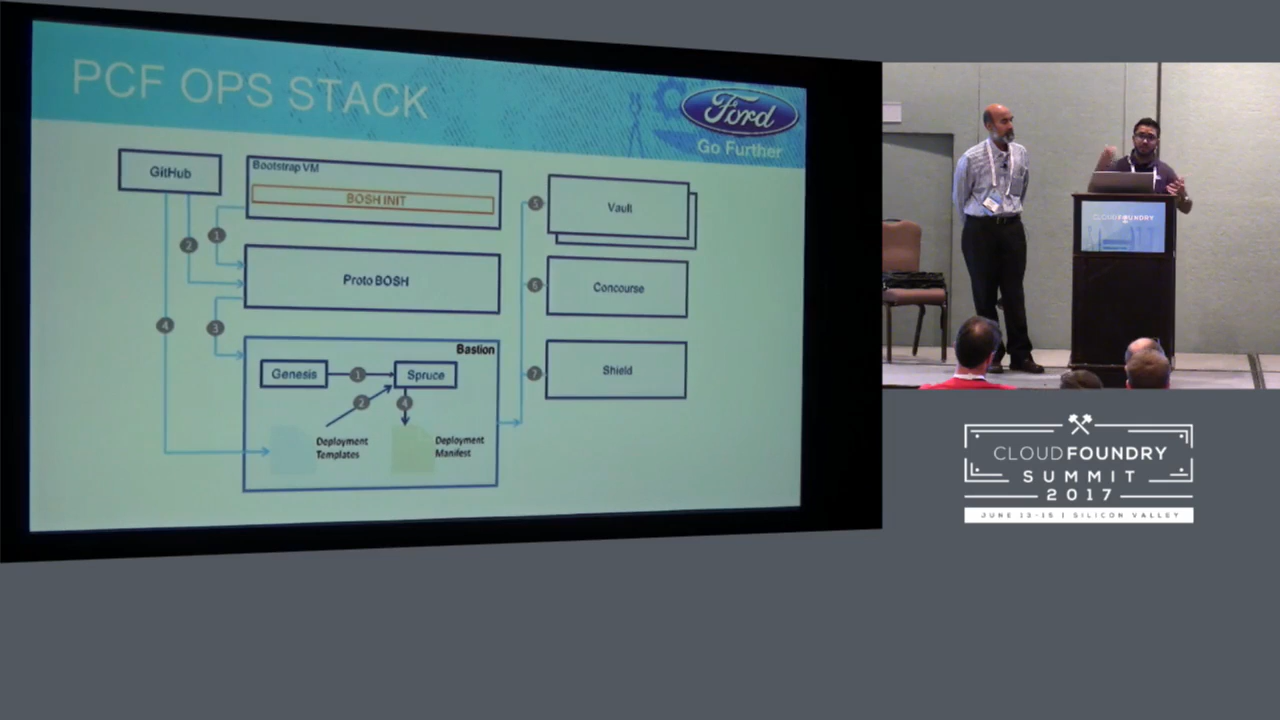 PCF OPS STACK
Ford
Go Further
GitHub
Bootstrap VM
BOSH INIT
Proto BOSH
1
2
3
4
Bastion
Genesis
1
Spruce
2
4
Deployment
Templates
Deployment
Manifest
5
Vault
6
Concourse
7
Shield
CLOUDFOUNDRY
CLOUDFOUNDRY
SUMMIT
2017
JUNE 13-15 | SILICON VALLEY